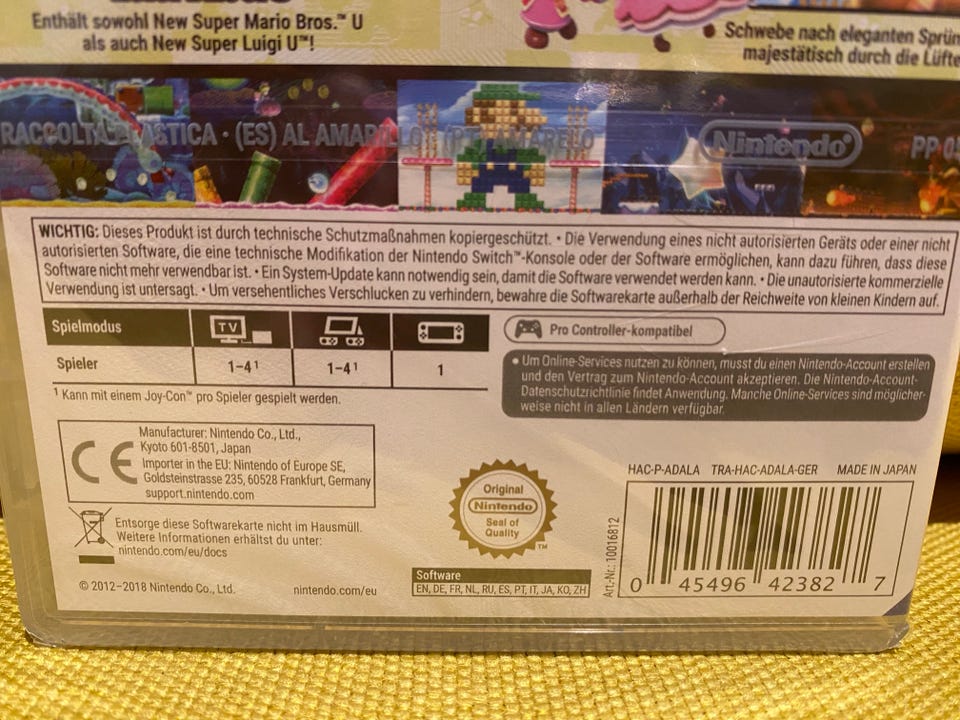 Enthält sowohl New Super Mario Bros.™ U
als auch New Super Luigi U™!
Schwebe nach eleganten Sprün
majestätisch durch die Lüfte
RACCOLTA PLASTICA · (ES) AL AMARILLO · (PT) AMARELO
Nintendo®
PP 05
WICHTIG: Dieses Produkt ist durch technische Schutzmaßnahmen kopiergeschützt. • Die Verwendung eines nicht autorisierten Geräts oder einer nicht
autorisierten Software, die eine technische Modifikation der Nintendo Switch™-Konsole oder der Software ermöglichen, kann dazu führen, dass diese
Software nicht mehr verwendbar ist. • Ein System-Update kann notwendig sein, damit die Software verwendet werden kann. • Die unautorisierte kommerzielle
Verwendung ist untersagt. • Um versehentliches Verschlucken zu verhindern, bewahre die Softwarekarte außerhalb der Reichweite von kleinen Kindern auf.
Spielmodus
TV
Spieler
1-4¹
1-4¹
1
¹ Kann mit einem Joy-Con™ pro Spieler gespielt werden.
Pro Controller-kompatibel
• Um Online-Services nutzen zu können, musst du einen Nintendo-Account erstellen
und den Vertrag zum Nintendo-Account akzeptieren. Die Nintendo-Account-
Datenschutzrichtlinie findet Anwendung. Manche Online-Services sind möglicher-
weise nicht in allen Ländern verfügbar.
CE
Manufacturer: Nintendo Co., Ltd.,
Kyoto 601-8501, Japan
Importer in the EU: Nintendo of Europe SE,
Goldsteinstrasse 235, 60528 Frankfurt, Germany
support.nintendo.com
Entsorge diese Softwarekarte nicht im Hausmüll.
Weitere Informationen erhältst du unter:
nintendo.com/eu/docs
© 2012–2018 Nintendo Co., Ltd.
nintendo.com/eu
Original
Nintendo
Seal of
Quality
™
Software
EN, DE, FR, NL, RU, ES, PT, IT, JA, KO, ZH
HAC-P-ADALA TRA-HAC-ADALA-GER MADE IN JAPAN
Art.-Nr.: 10016812
0 45496 42382 7